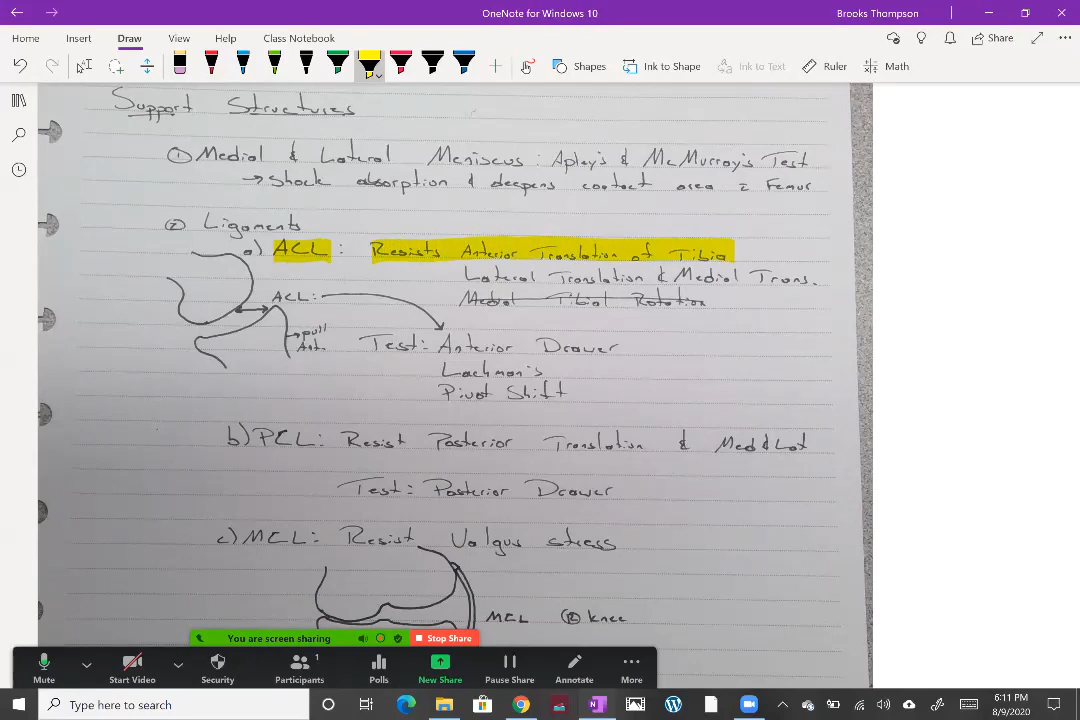 OneNote for Windows 10
Brooks Thompson
Home Insert Draw View Help Class Notebook
Share
Shapes Ink to Shape Ink to Text Ruler Math
Support Structures
① Medial & Lateral Meniscus : Apley's & McMurray's Test
→ Shock absorption & deepens contact area c̄ Femur
② Ligaments
a) ACL : Resists Anterior Translation of Tibia
Lateral Translation & Medial Trans.
ACL:
Medial Tibial Rotation
→pull
Ant.
Test: Anterior Drawer
Lachman's
Pivot Shift
b) PCL: Resist Posterior Translation & Med & Lat
Test: Posterior Drawer
c) MCL: Resist Valgus stress
MCL Ⓡ knee
You are screen sharing
Stop Share
1
Mute Start Video Security Participants Polls New Share Pause Share Annotate More
Type here to search
6:11 PM
8/9/2020